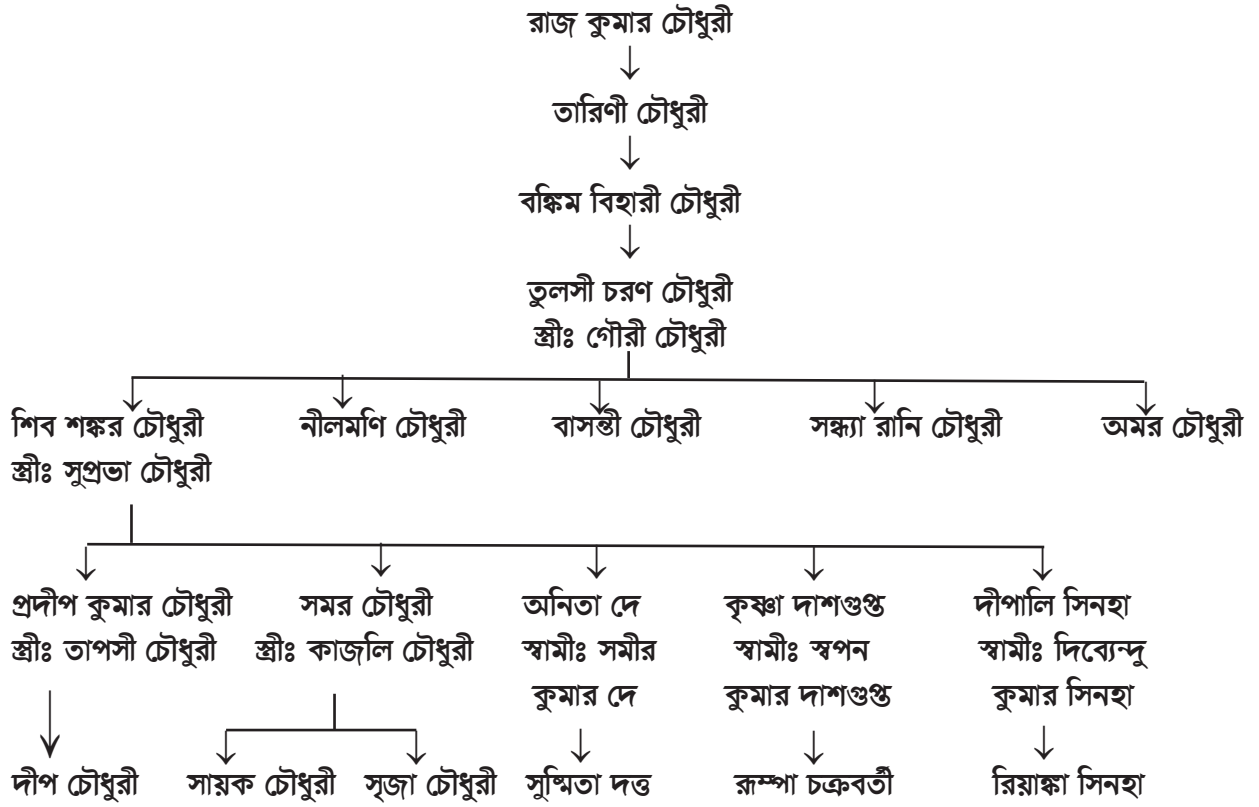 রাজ কুমার চৌধুরী
তারিণী চৌধুরী
বঙ্কিম বিহারী চৌধুরী
তুলসী চরণ চৌধুরী
স্ত্রীঃ গৌরী চৌধুরী
শিব শঙ্কর চৌধুরী নীলমণি চৌধুরী বাসন্তী চৌধুরী সন্ধ্যা রানি চৌধুরী অমর চৌধুরী
স্ত্রীঃ সুপ্রভা চৌধুরী
প্রদীপ কুমার চৌধুরী সমর চৌধুরী অনিতা দে কৃষ্ণা দাশগুপ্ত দীপালি সিনহা
স্ত্রীঃ তাপসী চৌধুরী স্ত্রীঃ কাজলি চৌধুরী স্বামীঃ সমীর স্বামীঃ স্বপন স্বামীঃ দিব্যেন্দু
কুমার দে কুমার দাশগুপ্ত কুমার সিনহা
দীপ চৌধুরী সায়ক চৌধুরী সৃজা চৌধুরী সুষ্মিতা দত্ত রূম্পা চক্রবর্তী রিয়াঙ্কা সিনহা